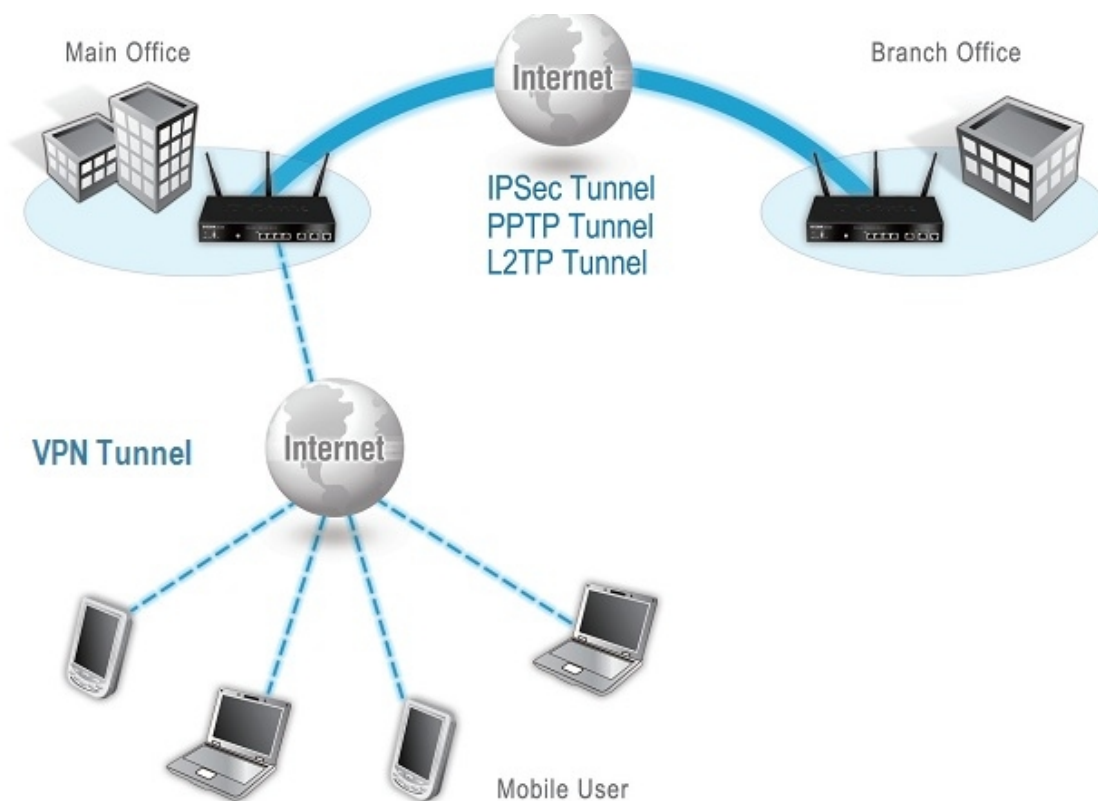 Main Office
Internet
Branch Office
IPSec Tunnel
PPTP Tunnel
L2TP Tunnel
Internet
VPN Tunnel
Mobile User